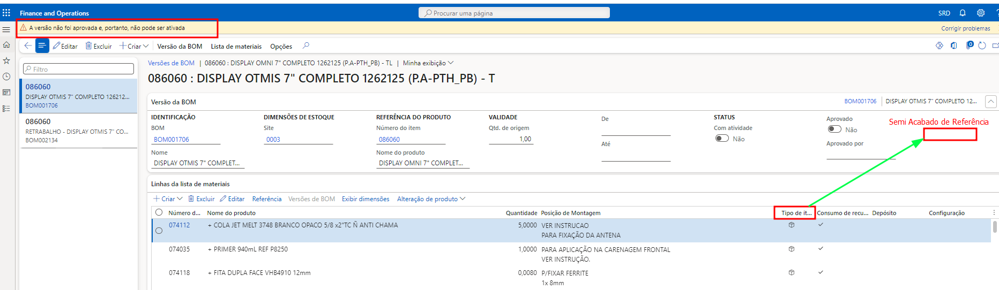 Finance and Operations
Procurar uma página
SRD
A versão não foi aprovada e, portanto, não pode ser ativada
Corrigir problemas
Editar
Excluir
Criar
Versão da BOM
Lista de materiais
Opções
0
Filtro
086060
DISPLAY OTMIS 7" COMPLETO 126212...
BOM001706
086060
RETRABALHO - DISPLAY OTMIS 7" CO...
BOM002134
Versões de BOM | 086060 : DISPLAY OMNI 7" COMPLETO 1262125 (P.A-PTH_PB) - TL | Minha exibição
086060 : DISPLAY OTMIS 7" COMPLETO 1262125 (P.A-PTH_PB) - T
Versão da BOM
BOM001706
DISPLAY OTMIS 7" COMPLETO 12...
IDENTIFICAÇÃO
BOM
BOM001706
Nome
DISPLAY OTMIS 7" COMPLET...
DIMENSÕES DE ESTOQUE
Site
0003
REFERÊNCIA DO PRODUTO
Número do item
086060
Nome do produto
DISPLAY OMNI 7" COMPLET...
VALIDADE
Qtd. de origem
1,00
De
Até
STATUS
Com atividade
Não
Aprovado
Não
Aprovado por
Semi Acabado de Referência
Linhas da lista de materiais
Criar
Excluir
Editar
Referência
Versões de BOM
Exibir dimensões
Alteração de produto
Número d... Nome do produto Quantidade Posição de Montagem Tipo de it... Consumo de recu... Depósito Configuração
074112 + COLA JET MELT 3748 BRANCO OPACO 5/8 x2"TC Ñ ANTI CHAMA 5,0000 VER INSTRUCAO
PARA FIXAÇÃO DA ANTENA
074035 + PRIMER 940mL REF P8250 1,0000 PARA APLICAÇÃO NA CARENAGEM FRONTAL
VER INSTRUÇÃO.
074118 + FITA DUPLA FACE VHB4910 12mm 0,0080 P/FIXAR FERRITE
1x 8mm